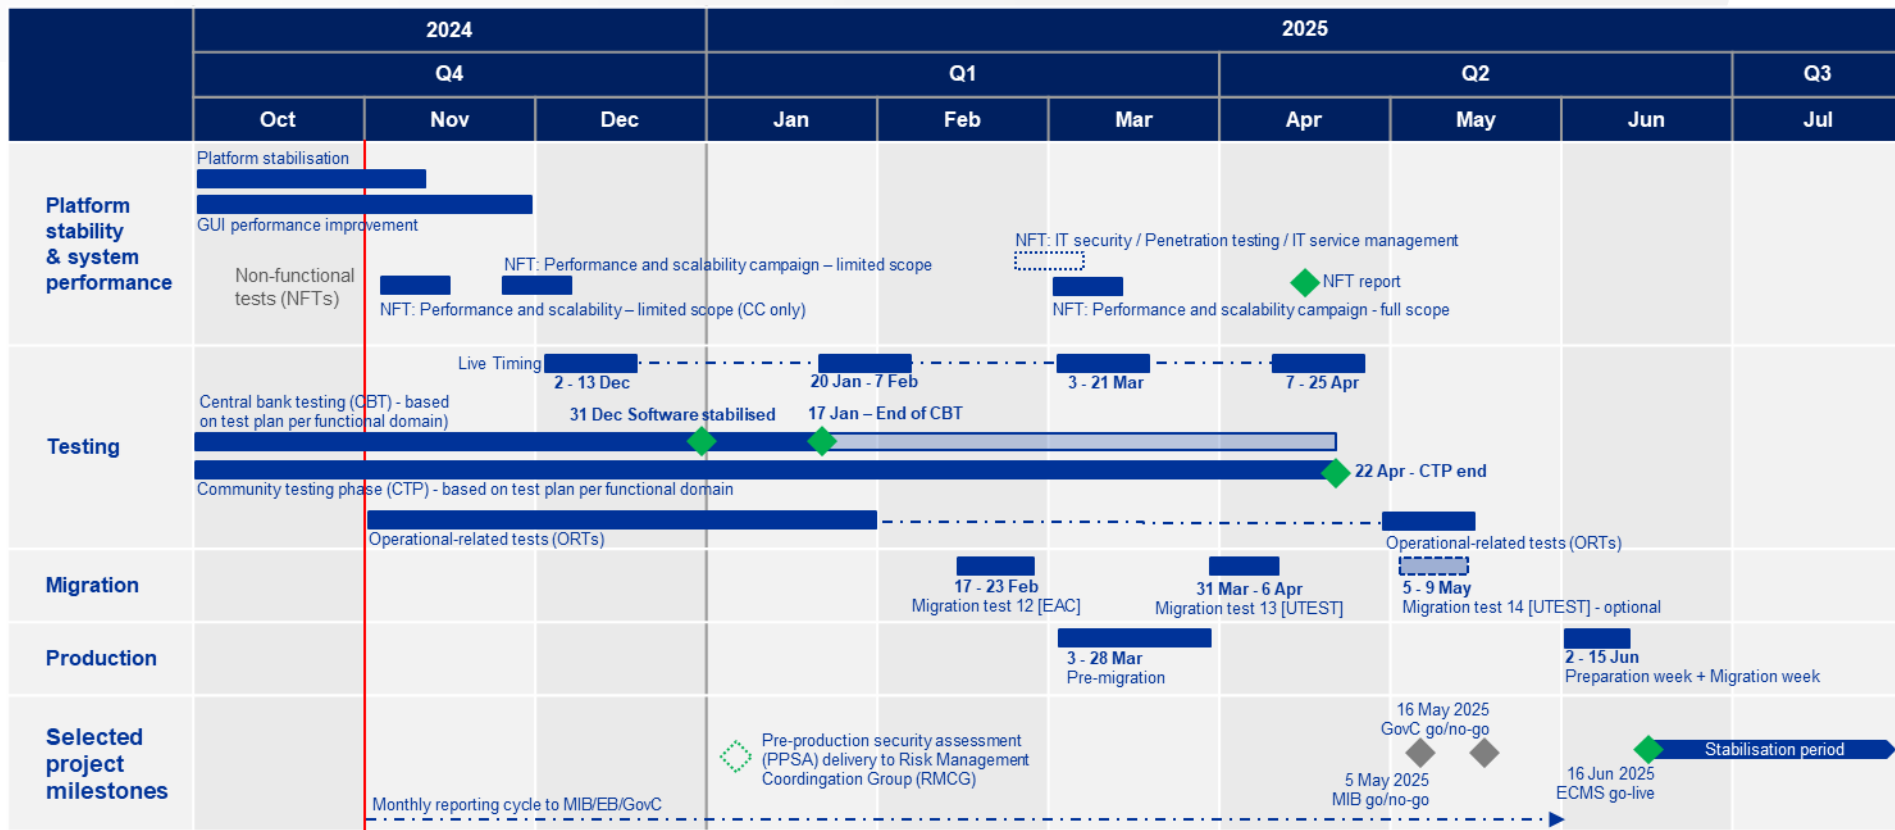 2024
2025
Q4
Q1
Q2
Q3
Oct
Nov
Dec
Jan
Feb
Mar
Apr
May
Jun
Jul
Platform
stability
& system
performance
Platform stabilisation
GUI performance improvement
Non-functional
tests (NFTs)
NFT: Performance and scalability campaign – limited scope
NFT: Performance and scalability – limited scope (CC only)
NFT: IT security / Penetration testing / IT service management
NFT: Performance and scalability campaign - full scope
NFT report
Testing
Live Timing
2 - 13 Dec
20 Jan - 7 Feb
3 - 21 Mar
7 - 25 Apr
Central bank testing (CBT) - based
on test plan per functional domain)
31 Dec Software stabilised
17 Jan – End of CBT
22 Apr - CTP end
Community testing phase (CTP) - based on test plan per functional domain
Operational-related tests (ORTs)
Operational-related tests (ORTs)
Migration
17 - 23 Feb
Migration test 12 [EAC]
31 Mar - 6 Apr
Migration test 13 [UTEST]
5 - 9 May
Migration test 14 [UTEST] - optional
Production
3 - 28 Mar
Pre-migration
2 - 15 Jun
Preparation week + Migration week
Selected
project
milestones
Pre-production security assessment
(PPSA) delivery to Risk Management
Coordingation Group (RMCG)
16 May 2025
GovC go/no-go
5 May 2025
MIB go/no-go
Stabilisation period
16 Jun 2025
ECMS go-live
Monthly reporting cycle to MIB/EB/GovC